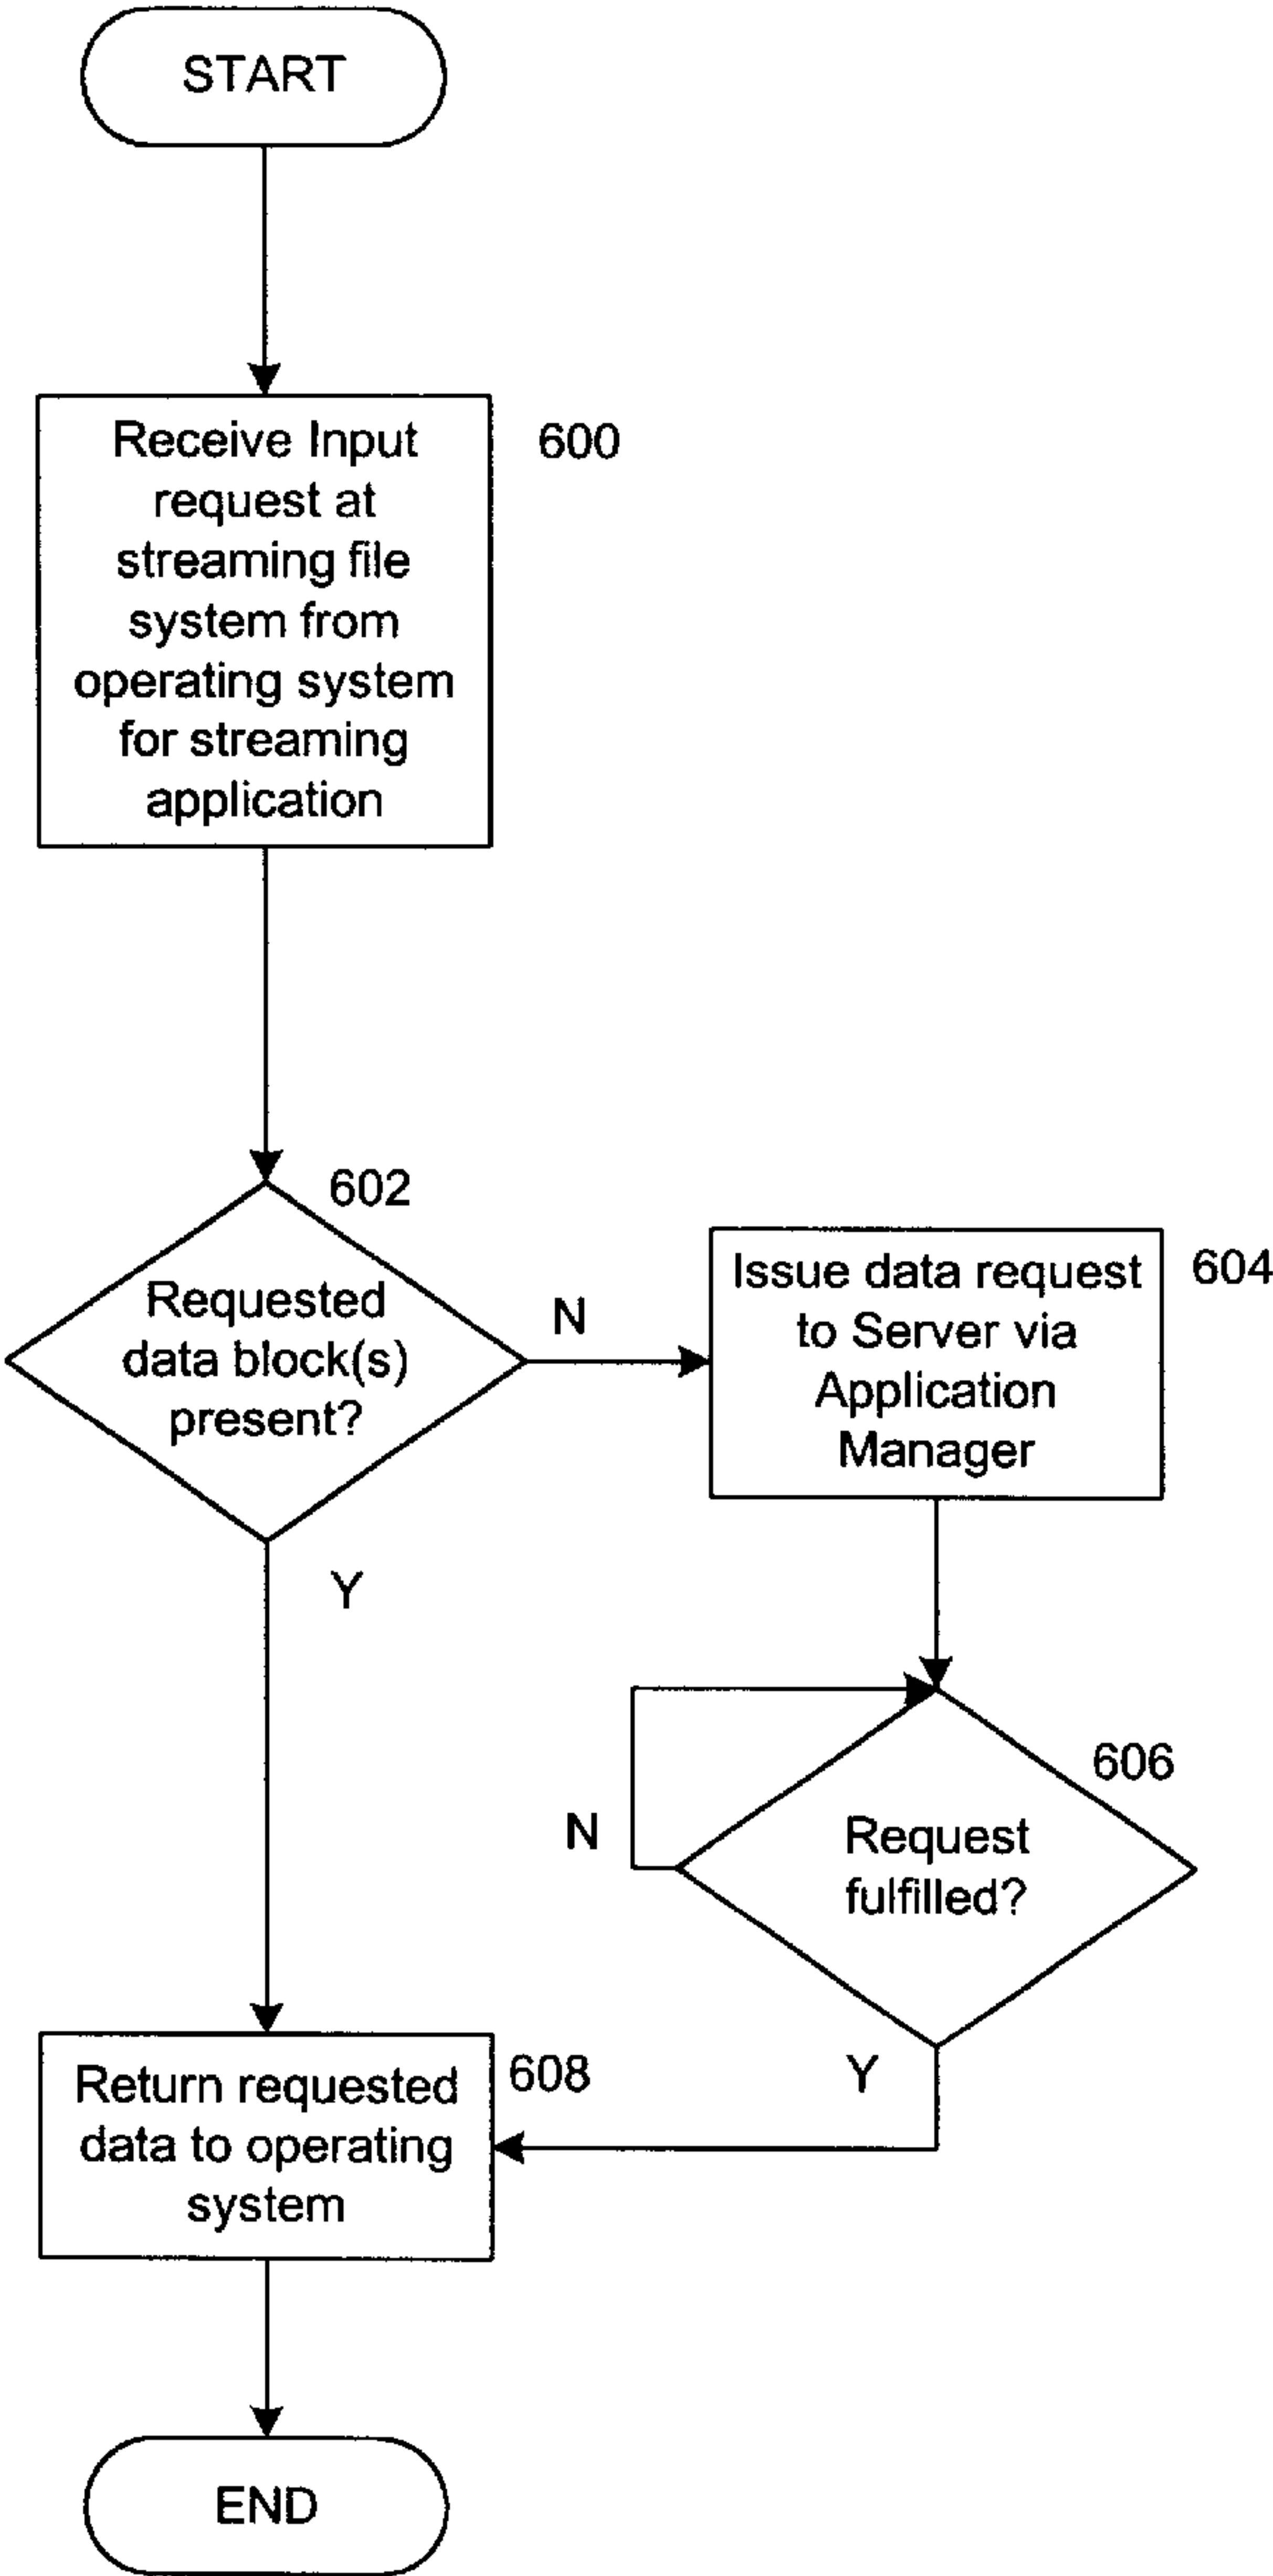 START
Receive Input
request at
streaming file
system from
operating system
for streaming
application
600
602
Requested
data block(s)
present?
N
Y
Issue data request
to Server via
Application
Manager
604
606
Request
fulfilled?
N
Y
Return requested
data to operating
system
608
END